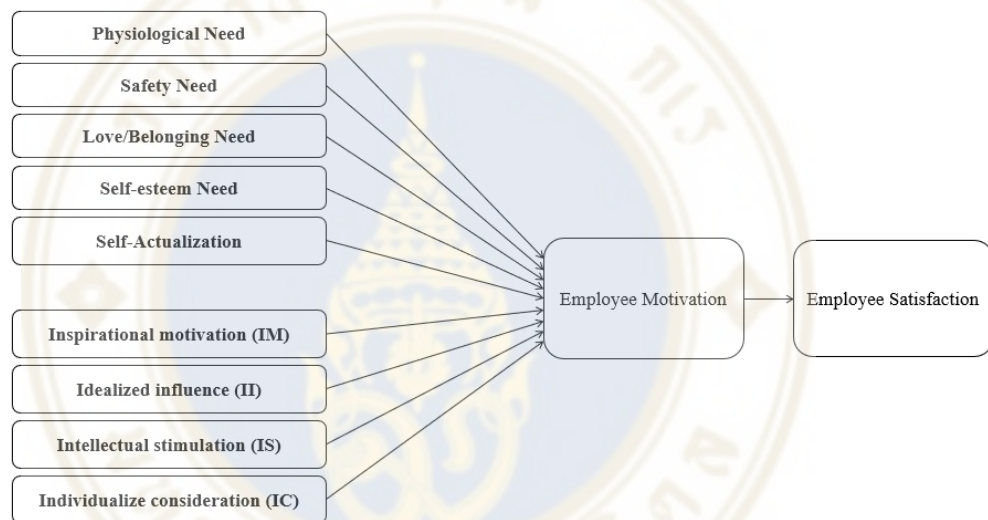 Physiological Need
Safety Need
Love/Belonging Need
Self-esteem Need
Self-Actualization
Inspirational motivation (IM)
Idealized influence (II)
Intellectual stimulation (IS)
Individualize consideration (IC)
Employee Motivation
Employee Satisfaction